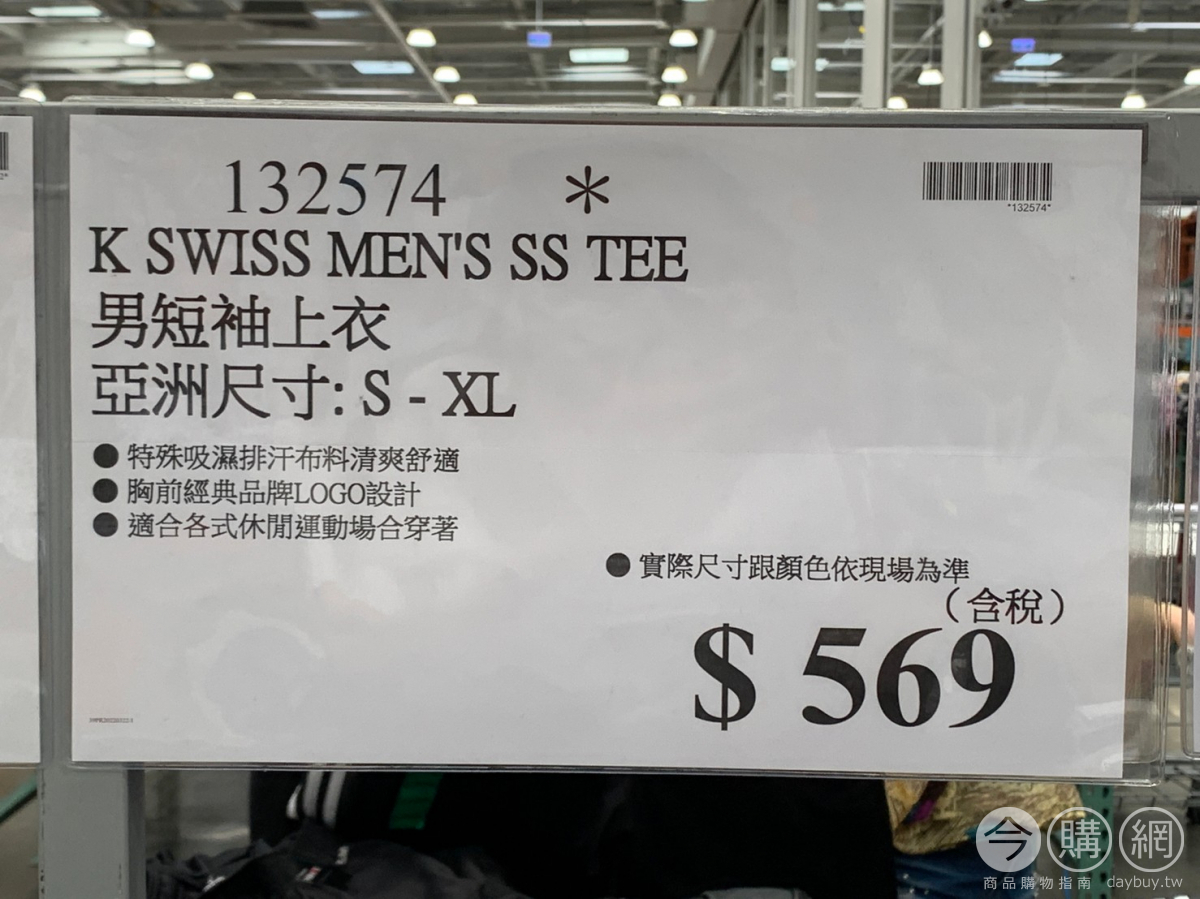 132574 *
*132574*
K SWISS MEN'S SS TEE
男短袖上衣
亞洲尺寸: S - XL
● 特殊吸濕排汗布料清爽舒適
● 胸前經典品牌LOGO設計
● 適合各式休閒運動場合穿著
● 實際尺寸跟顏色依現場為準
(含稅)
$ 569
今購網
商品購物指南 daybuy.tw